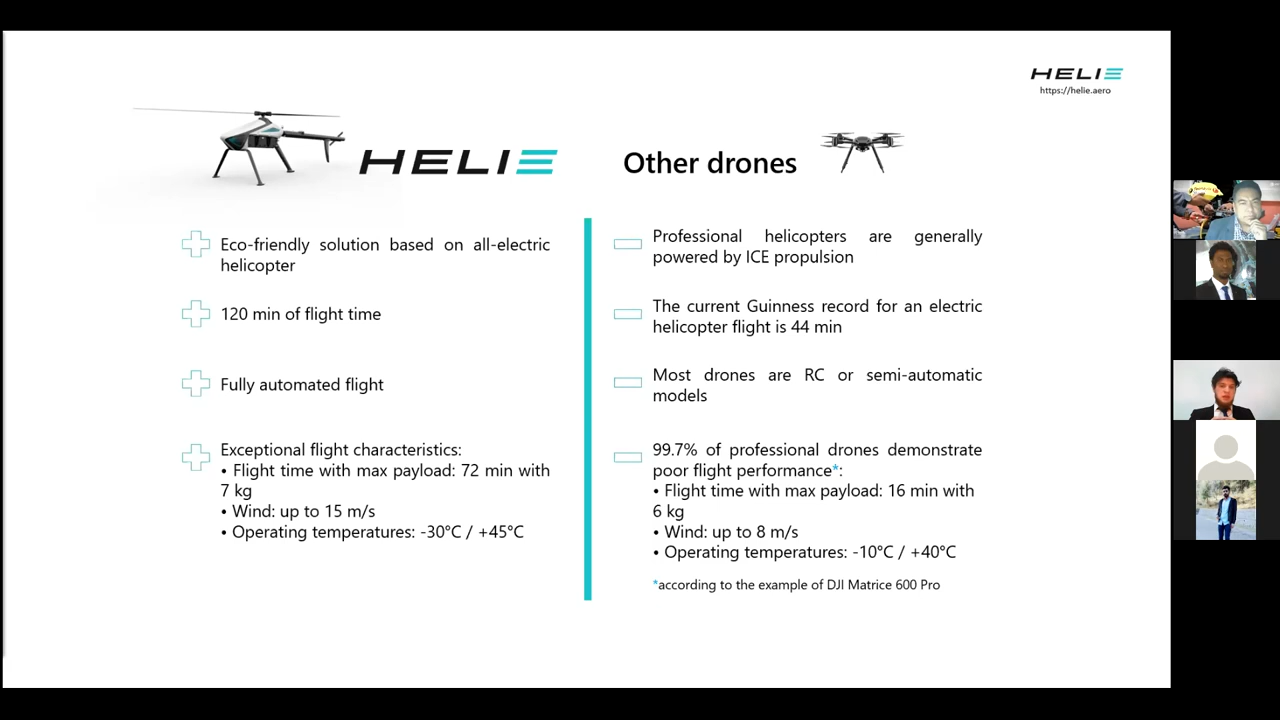 HELIE
https://helie.aero
HELIE
Other drones
Eco-friendly solution based on all-electric
helicopter
120 min of flight time
Fully automated flight
Exceptional flight characteristics:
• Flight time with max payload: 72 min with
7 kg
• Wind: up to 15 m/s
• Operating temperatures: -30°C / +45°C
Professional helicopters are generally
powered by ICE propulsion
The current Guinness record for an electric
helicopter flight is 44 min
Most drones are RC or semi-automatic
models
99.7% of professional drones demonstrate
poor flight performance*:
• Flight time with max payload: 16 min with
6 kg
• Wind: up to 8 m/s
• Operating temperatures: -10°C / +40°C
*according to the example of DJI Matrice 600 Pro